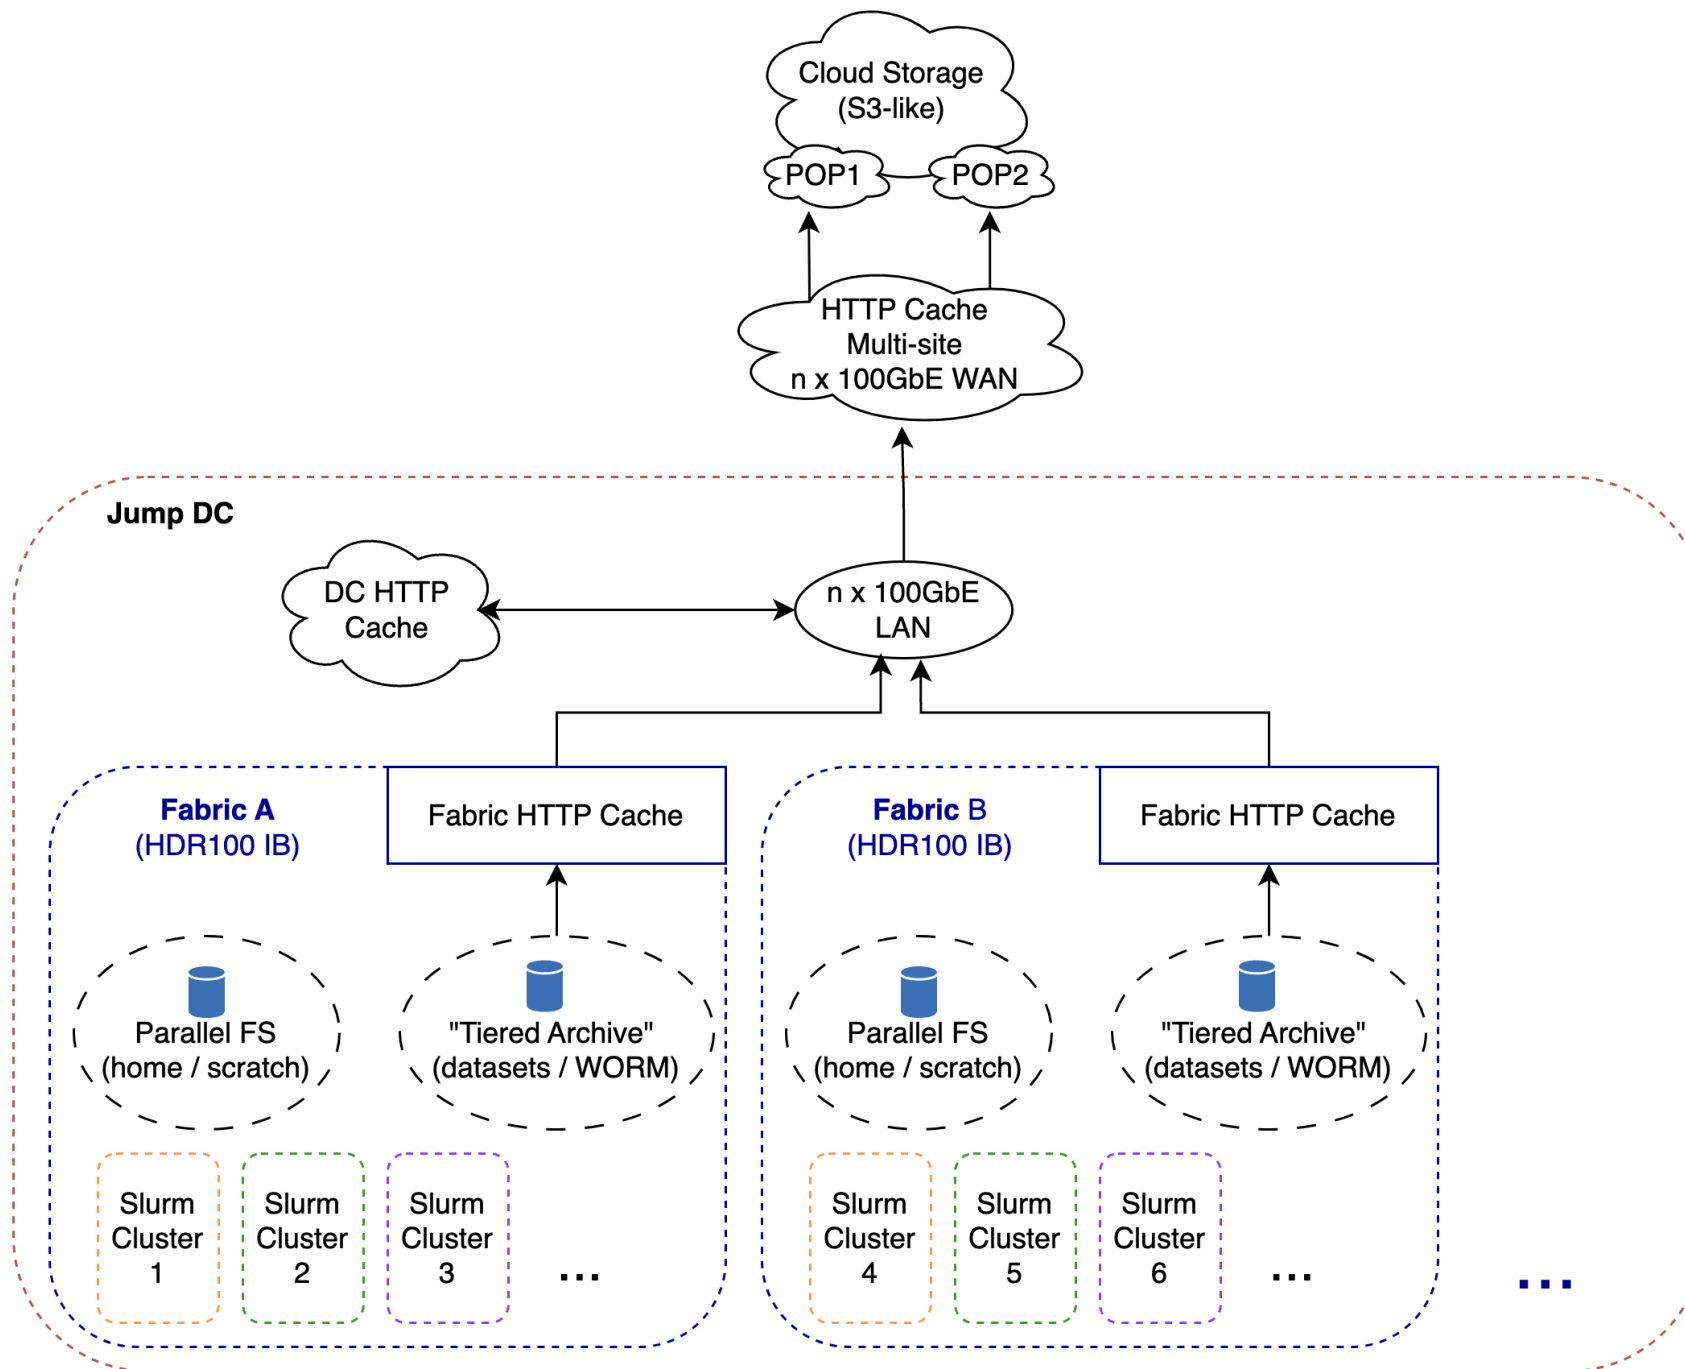 Cloud Storage
(S3-like)
POP1
POP2
HTTP Cache
Multi-site
n x 100GbE WAN
Jump DC
DC HTTP
Cache
n x 100GbE
LAN
Fabric A
(HDR100 IB)
Fabric HTTP Cache
Parallel FS
(home / scratch)
"Tiered Archive"
(datasets / WORM)
Slurm
Cluster
1
Slurm
Cluster
2
Slurm
Cluster
3
...
Fabric B
(HDR100 IB)
Fabric HTTP Cache
Parallel FS
(home / scratch)
"Tiered Archive"
(datasets / WORM)
Slurm
Cluster
4
Slurm
Cluster
5
Slurm
Cluster
6
...
...